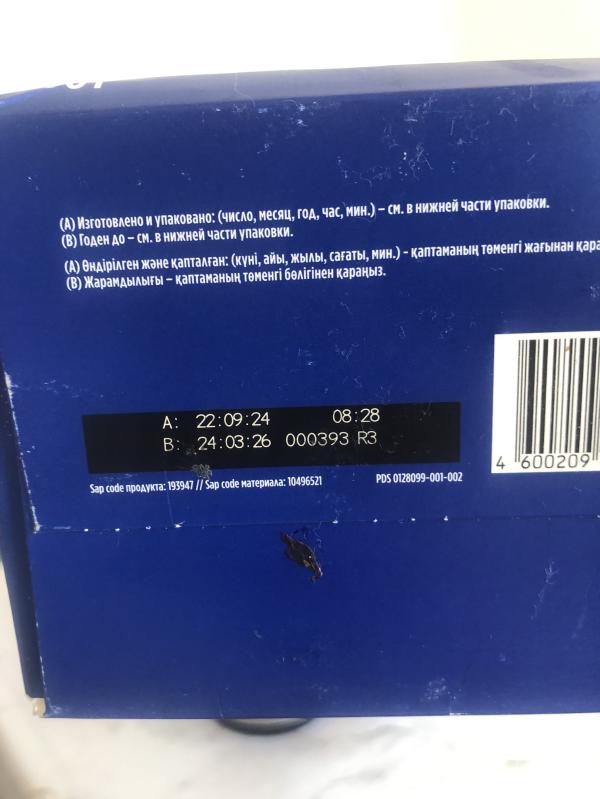 (A) Изготовлено и упаковано: (число, месяц, год, час, мин.) – см. в нижней части упаковки.
(B) Годен до – см. в нижней части упаковки.
(A) Өндірілген және қапталған: (күні, айы, жылы, сағаты, мин.) - қаптаманың төменгі жағынан қара
(B) Жарамдылығы – қаптаманың төменгі бөлігінен қараңыз.
A: 22:09:24 08:28
B: 24:03:26 000393 R3
4 600209
Sap code продукта: 193947 // Sap code материала: 10496521 PDS 0128099-001-002